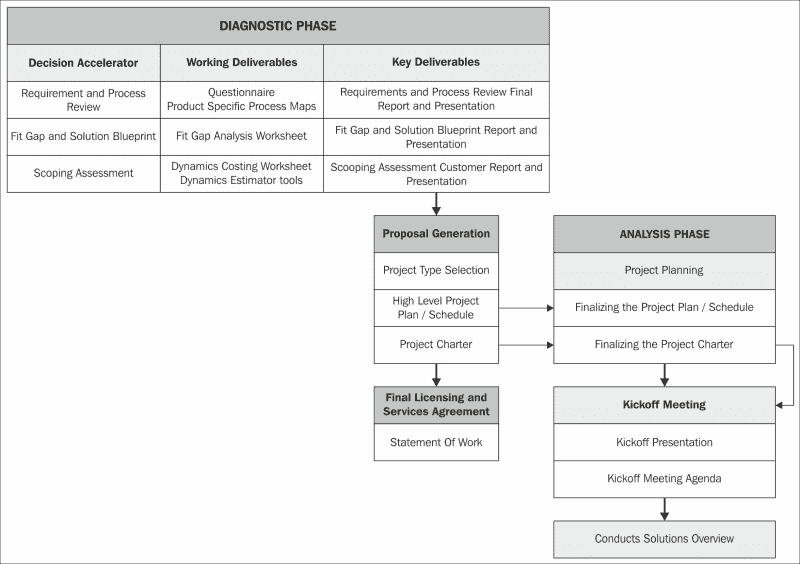 DIAGNOSTIC PHASE
Decision Accelerator
Working Deliverables
Key Deliverables
Requirement and Process
Review
Questionnaire
Product Specific Process Maps
Requirements and Process Review Final
Report and Presentation
Fit Gap and Solution Blueprint
Fit Gap Analysis Worksheet
Fit Gap and Solution Blueprint Report and
Presentation
Scoping Assessment
Dynamics Costing Worksheet
Dynamics Estimator tools
Scooping Assessment Customer Report and
Presentation
Proposal Generation
Project Type Selection
High Level Project
Plan / Schedule
Project Charter
ANALYSIS PHASE
Project Planning
Finalizing the Project Plan / Schedule
Finalizing the Project Charter
Final Licensing and
Services Agreement
Statement Of Work
Kickoff Meeting
Kickoff Presentation
Kickoff Meeting Agenda
Conducts Solutions Overview